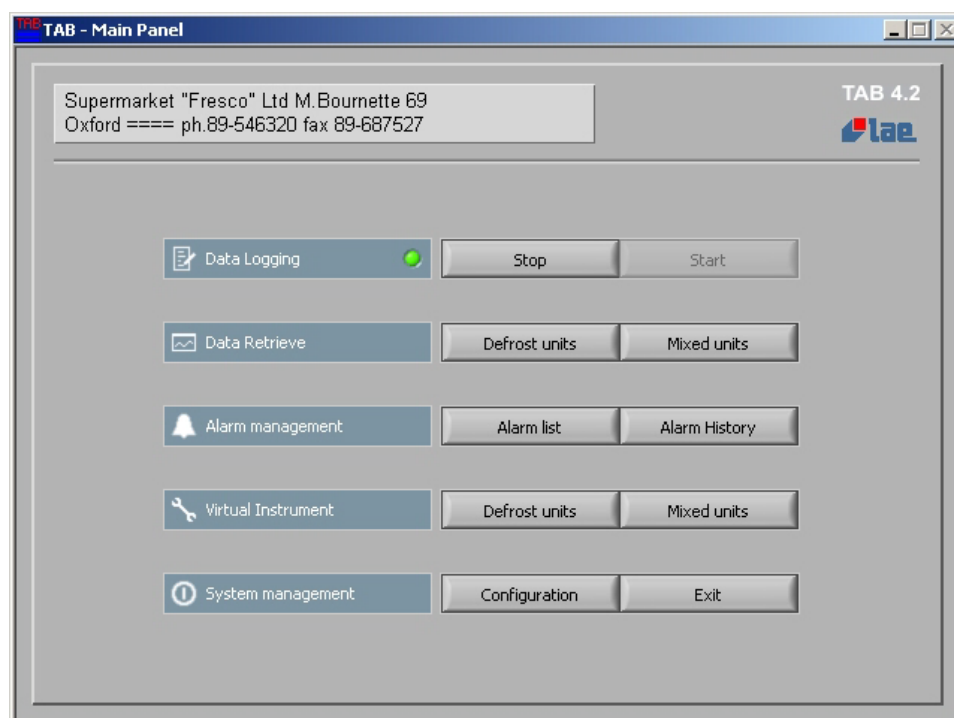 TAB TAB - Main Panel
Supermarket "Fresco" Ltd M.Bournette 69
Oxford ==== ph.89-546320 fax 89-687527
TAB 4.2
lae
Data Logging Stop Start
Data Retrieve Defrost units Mixed units
Alarm management Alarm list Alarm History
Virtual Instrument Defrost units Mixed units
System management Configuration Exit